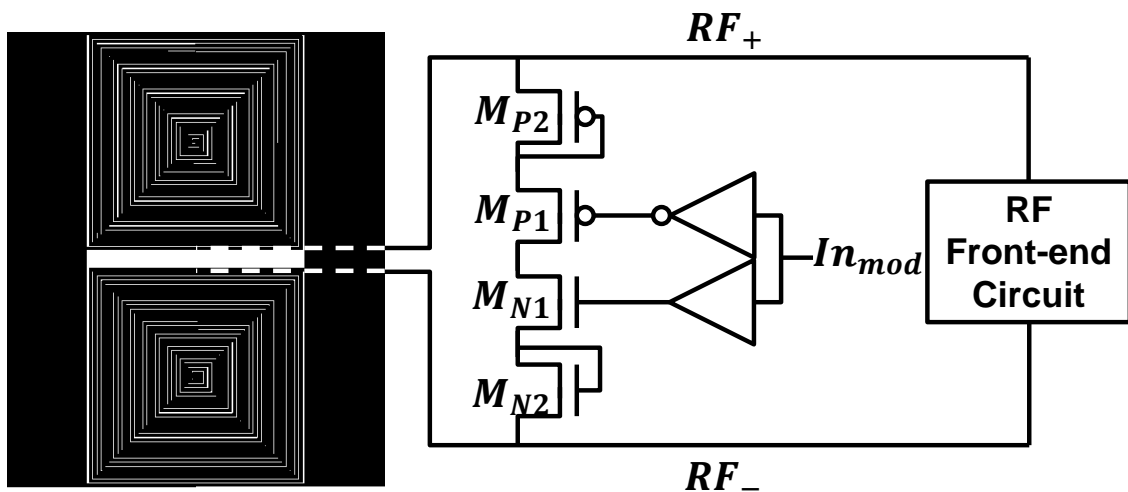 RF+
MP2
MP1
Inmod
RF
Front-end
Circuit
MN1
MN2
RF−